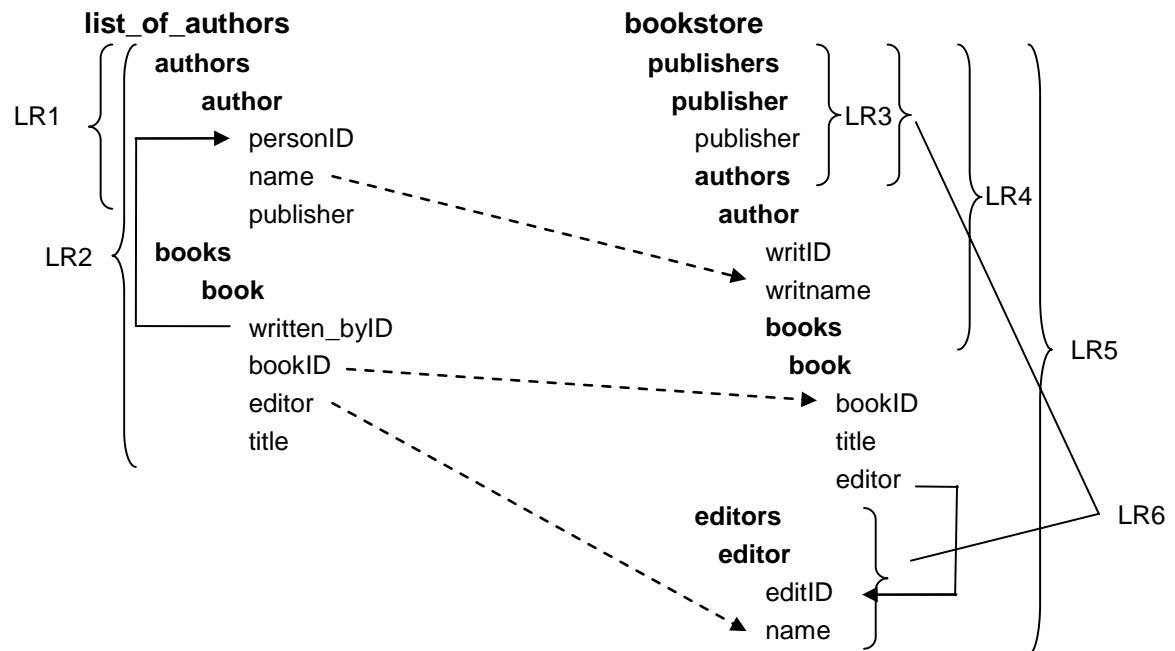 list_of_authors
authors
author
personID
name
publisher
books
book
written_byID
bookID
editor
title
LR1
LR2
bookstore
publishers
publisher
publisher
authors
author
writID
writname
books
book
bookID
title
editor
editors
editor
editID
name
LR3
LR4
LR5
LR6